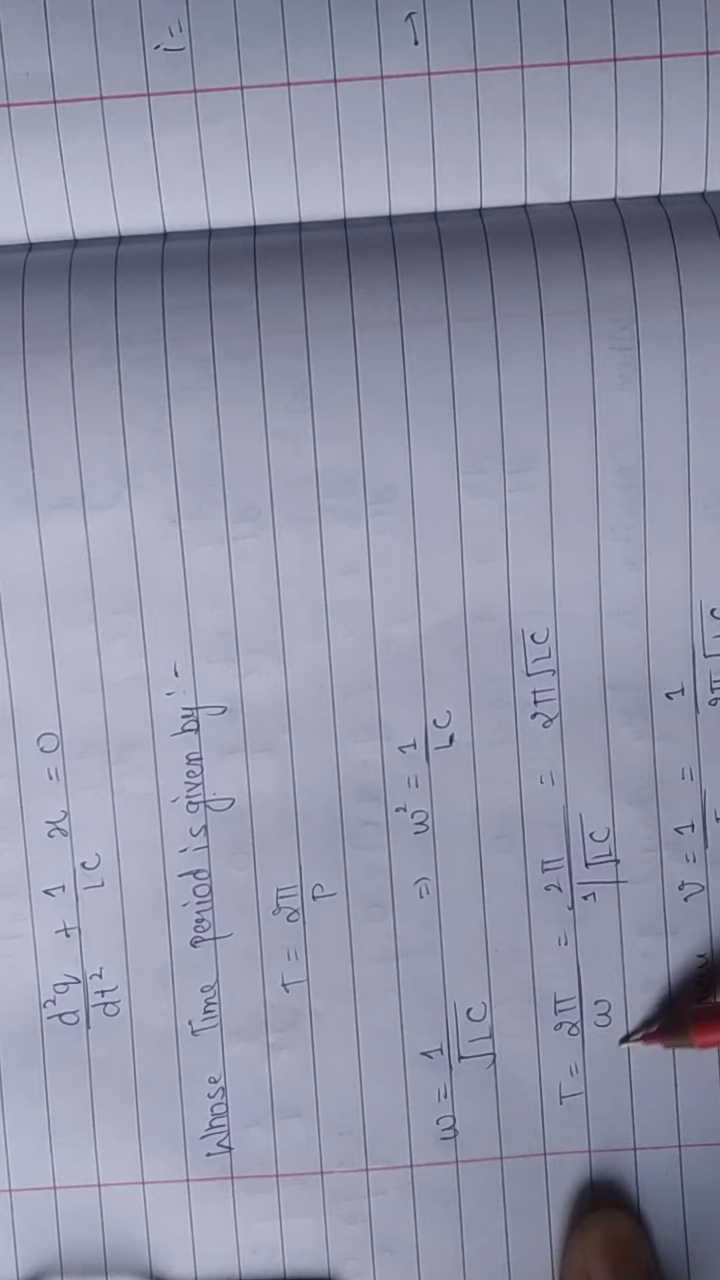 d²q/dt² + 1/LC x = 0
Whose Time period is given by :-
T = 2π/P
ω = 1/√LC => ω² = 1/LC
T = 2π/ω = 2π/1/√LC = 2π√LC
ν = 1/T = 1/2π√LC
i =
→